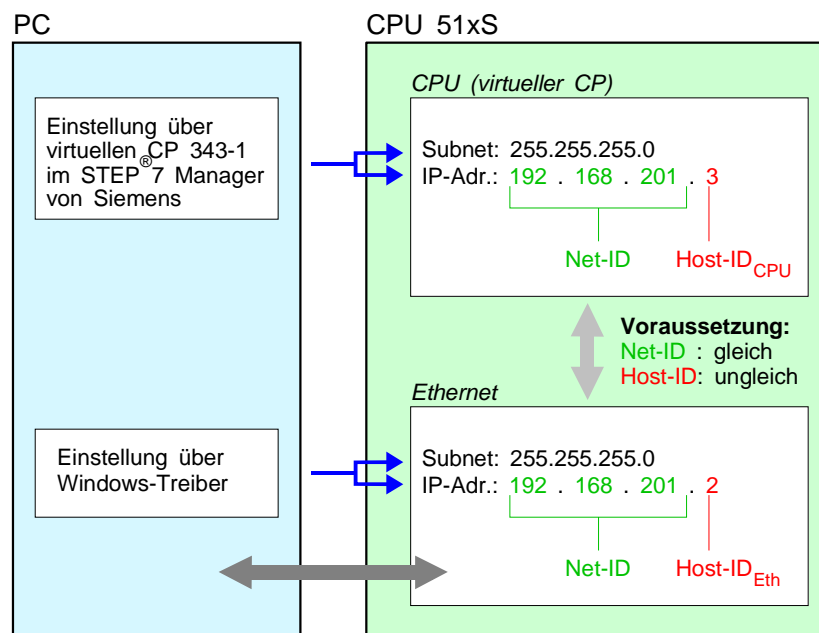 PC
CPU 51xS
Einstellung über
virtuellen CP 343-1
im STEP®7 Manager
von Siemens
CPU (virtueller CP)
Subnet: 255.255.255.0
IP-Adr.: 192 . 168 . 201 . 3
Net-ID Host-ID CPU
Voraussetzung:
Net-ID : gleich
Host-ID: ungleich
Einstellung über
Windows-Treiber
Ethernet
Subnet: 255.255.255.0
IP-Adr.: 192 . 168 . 201 . 2
Net-ID Host-ID Eth